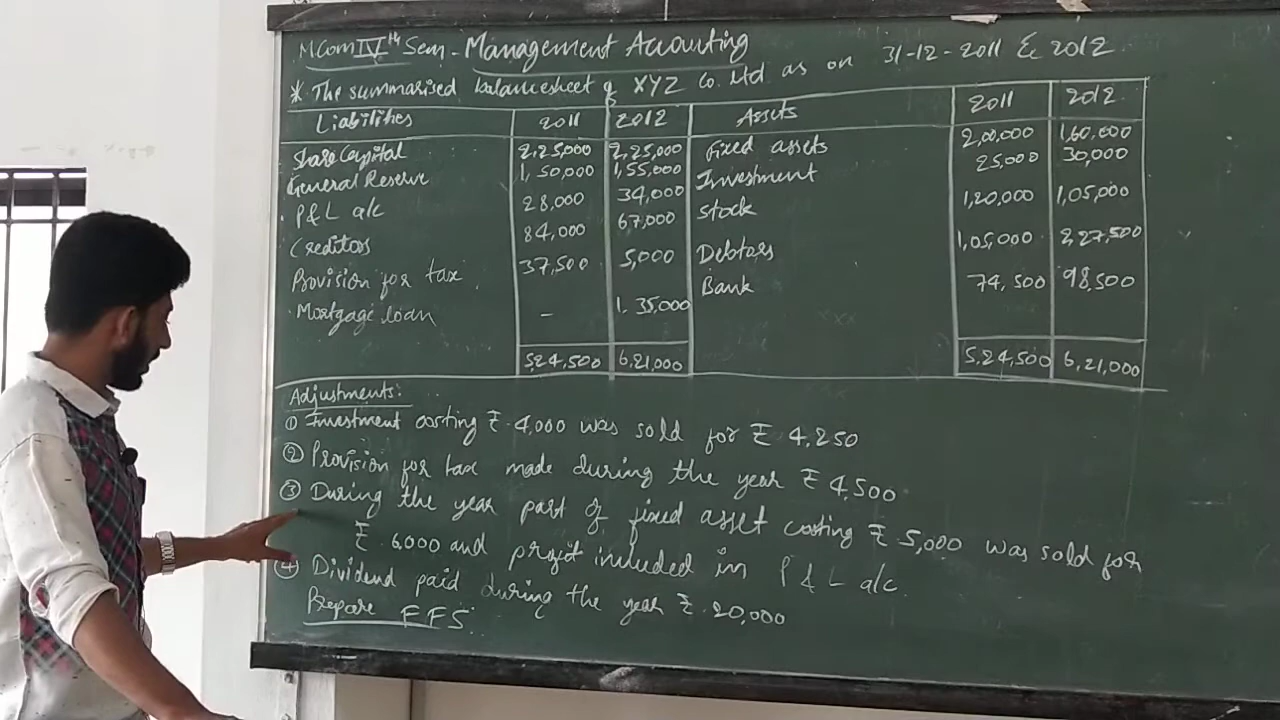 MCom IVth Sem - Management Accounting
* The summarised balancesheet of XYZ Co. Ltd as on 31-12-2011 & 2012
Liabilities 2011 2012 Assets 2011 2012
Share Capital 2,25,000 2,25,000 Fixed assets 2,00,000 1,60,000
General Reserve 1,50,000 1,55,000 Investment 25,000 30,000
P&L a/c 28,000 34,000 Stock 1,20,000 1,05,000
Creditors 84,000 67,000 Debtors 1,05,000 2,27,500
Provision for tax 37,500 5,000 Bank 74,500 98,500
Mortgage loan - 1,35,000
5,24,500 6,21,000 5,24,500 6,21,000
Adjustments:
① Investment costing ₹. 4,000 was sold for ₹ 4,250
② Provision for tax made during the year ₹ 4,500
③ During the year part of fixed asset costing ₹ 5,000 was sold for
₹. 6,000 and profit included in P & L a/c.
④ Dividend paid during the year ₹. 20,000
Prepare FFS.